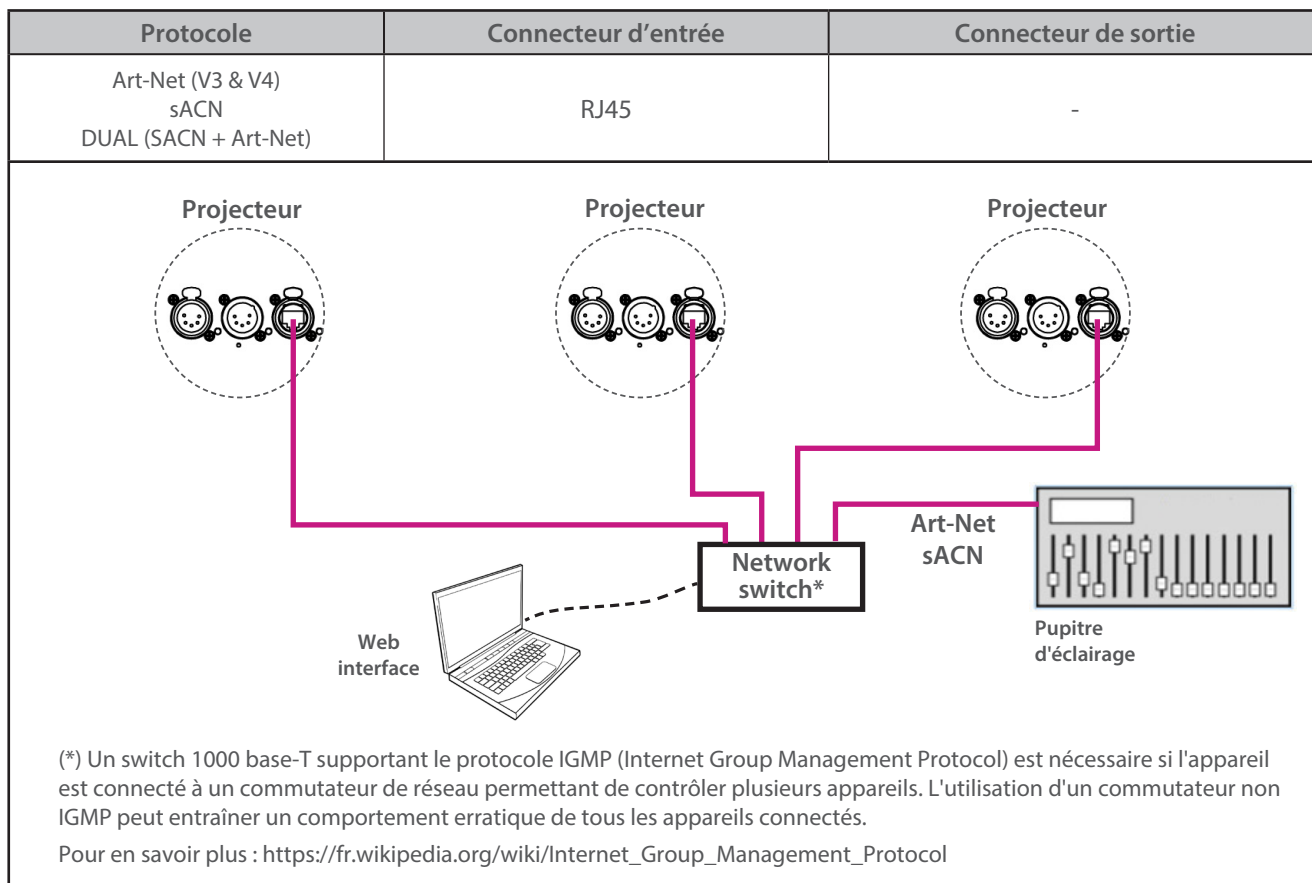 Protocole
Connecteur d'entrée
Connecteur de sortie
Art-Net (V3 & V4)
sACN
DUAL (SACN + Art-Net)
RJ45
-
Projecteur
Projecteur
Projecteur
Art-Net
sACN
Network
switch*
Web
interface
Pupitre
d'éclairage
(*) Un switch 1000 base-T supportant le protocole IGMP (Internet Group Management Protocol) est nécessaire si l'appareil
est connecté à un commutateur de réseau permettant de contrôler plusieurs appareils. L'utilisation d'un commutateur non
IGMP peut entraîner un comportement erratique de tous les appareils connectés.
Pour en savoir plus : https://fr.wikipedia.org/wiki/Internet_Group_Management_Protocol